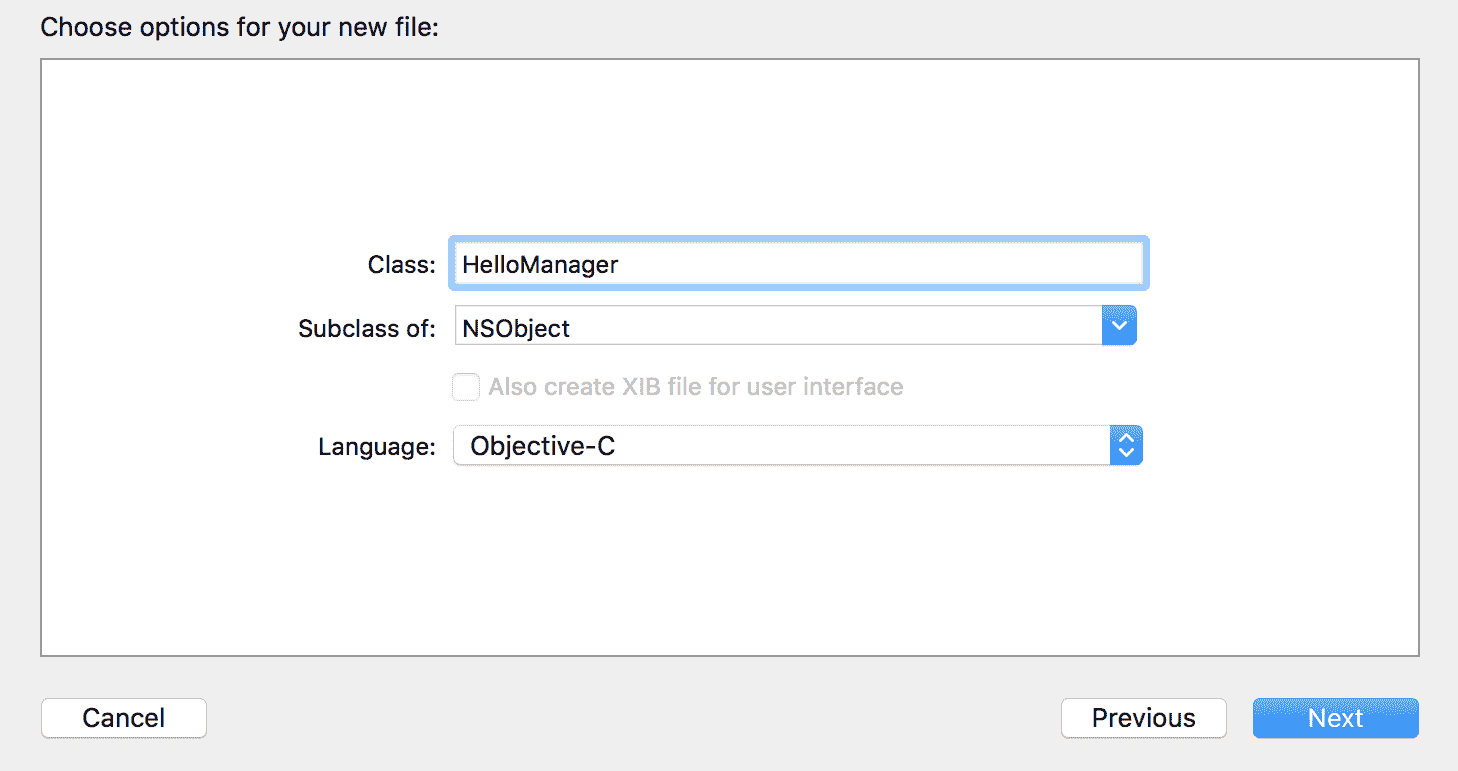 Choose options for your new file:
Class: HelloManager
Subclass of: NSObject
Also create XIB file for user interface
Language: Objective-C
Cancel Previous Next